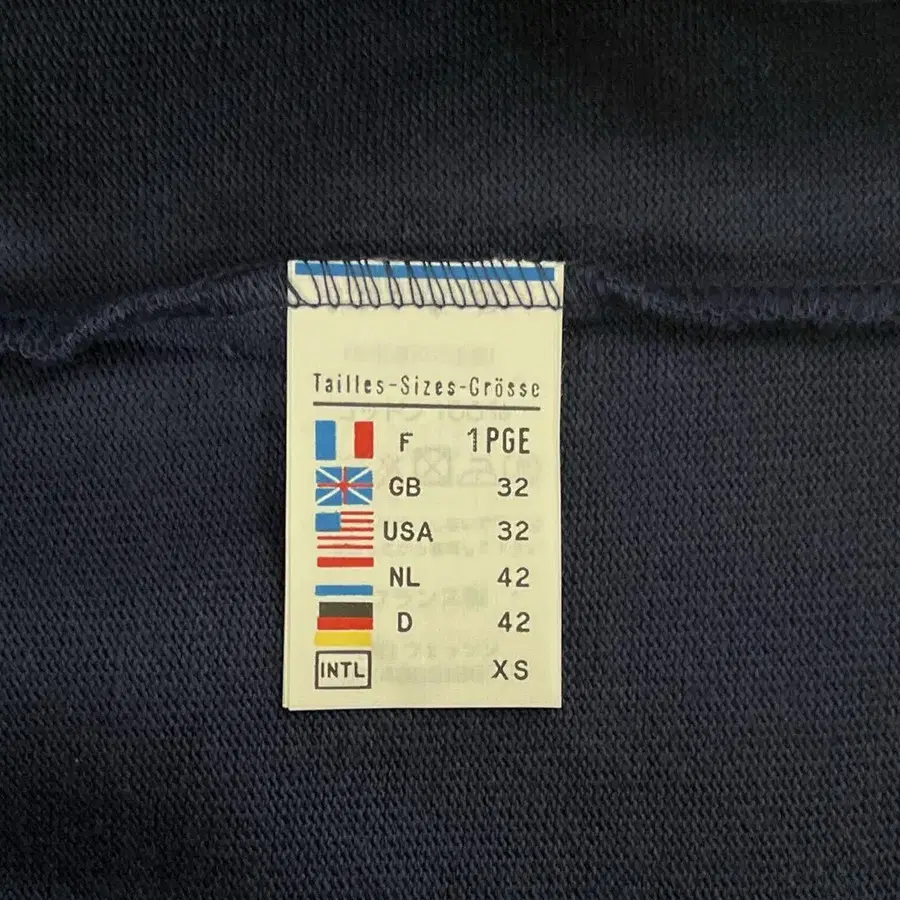 Tailles-Sizes-Grösse
F 1PGE
GB 32
USA 32
NL 42
D 42
INTL XS